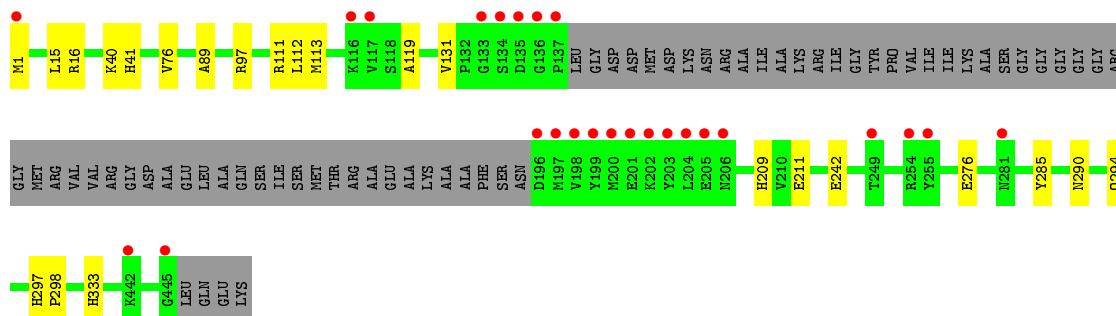 M1 L15 R16 K40 H41 V76 A89 R97 R111 L112 M113 K116 V117 S118 A119 V131 P132 G133 S134 D135 G136 P137 LEU GLY ASP ASP MET ASP LYS ASN ARG ALA ILE ALA LYS ARG ILE GLY TYR PRO VAL ILE ILE LYS ALA SER GLY GLY GLY GLY GLY ARG
GLY MET ARG VAL VAL ARG GLY ASP ALA GLU LEU ALA GLN SER ILE SER MET THR ARG ALA GLU ALA LYS ALA ALA PHE SER ASN D196 M197 V198 Y199 M200 E201 K202 Y203 L204 E205 N206 H209 V210 E211 E242 T249 R254 Y255 E276 N281 Y285 N290
H297 P298 H333 K442 G445 LEU GLN GLU LYS